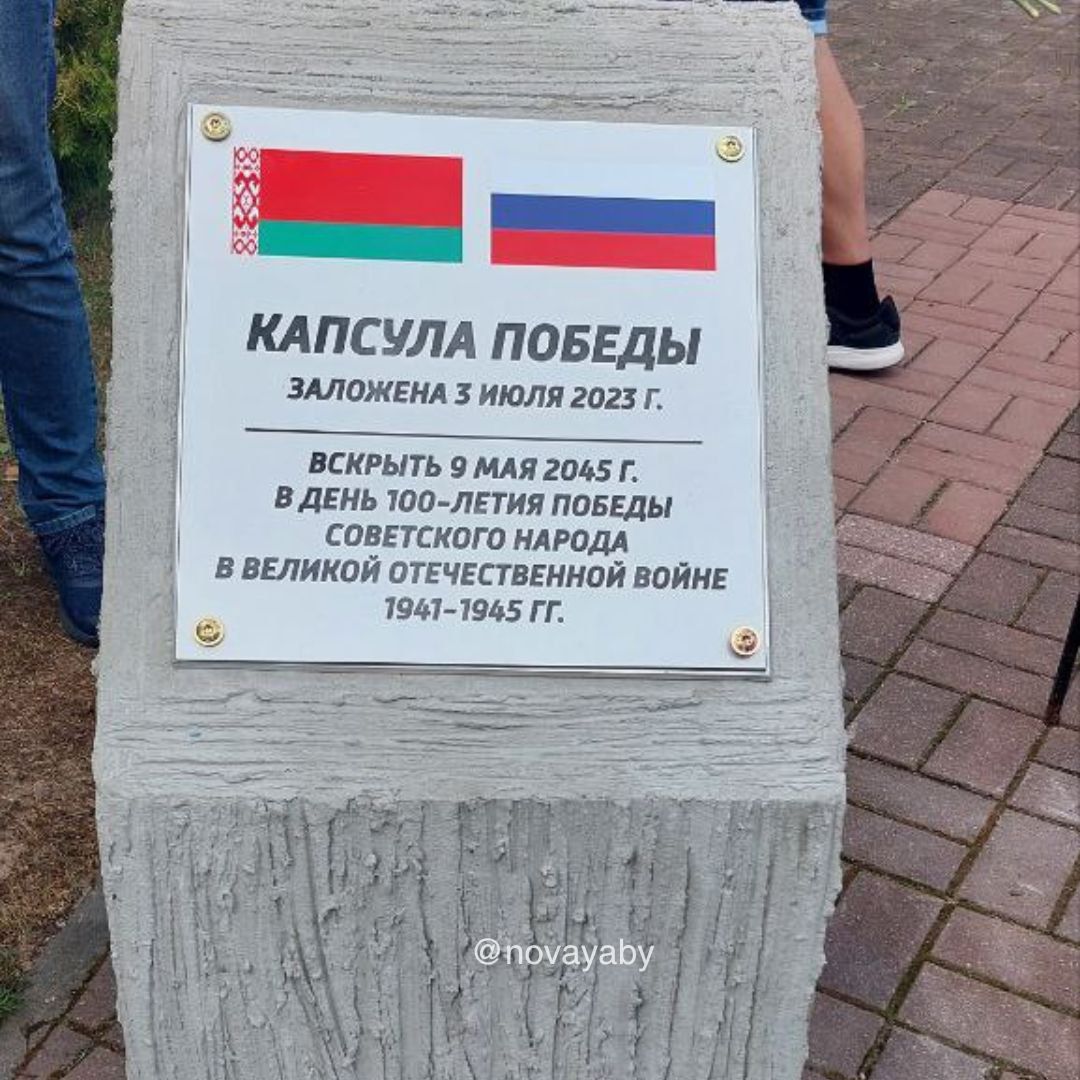 КАПСУЛА ПОБЕДЫ
ЗАЛОЖЕНА 3 ИЮЛЯ 2023 Г.
ВСКРЫТЬ 9 МАЯ 2045 Г.
В ДЕНЬ 100-ЛЕТИЯ ПОБЕДЫ
СОВЕТСКОГО НАРОДА
В ВЕЛИКОЙ ОТЕЧЕСТВЕННОЙ ВОЙНЕ
1941-1945 ГГ.
@novayaby